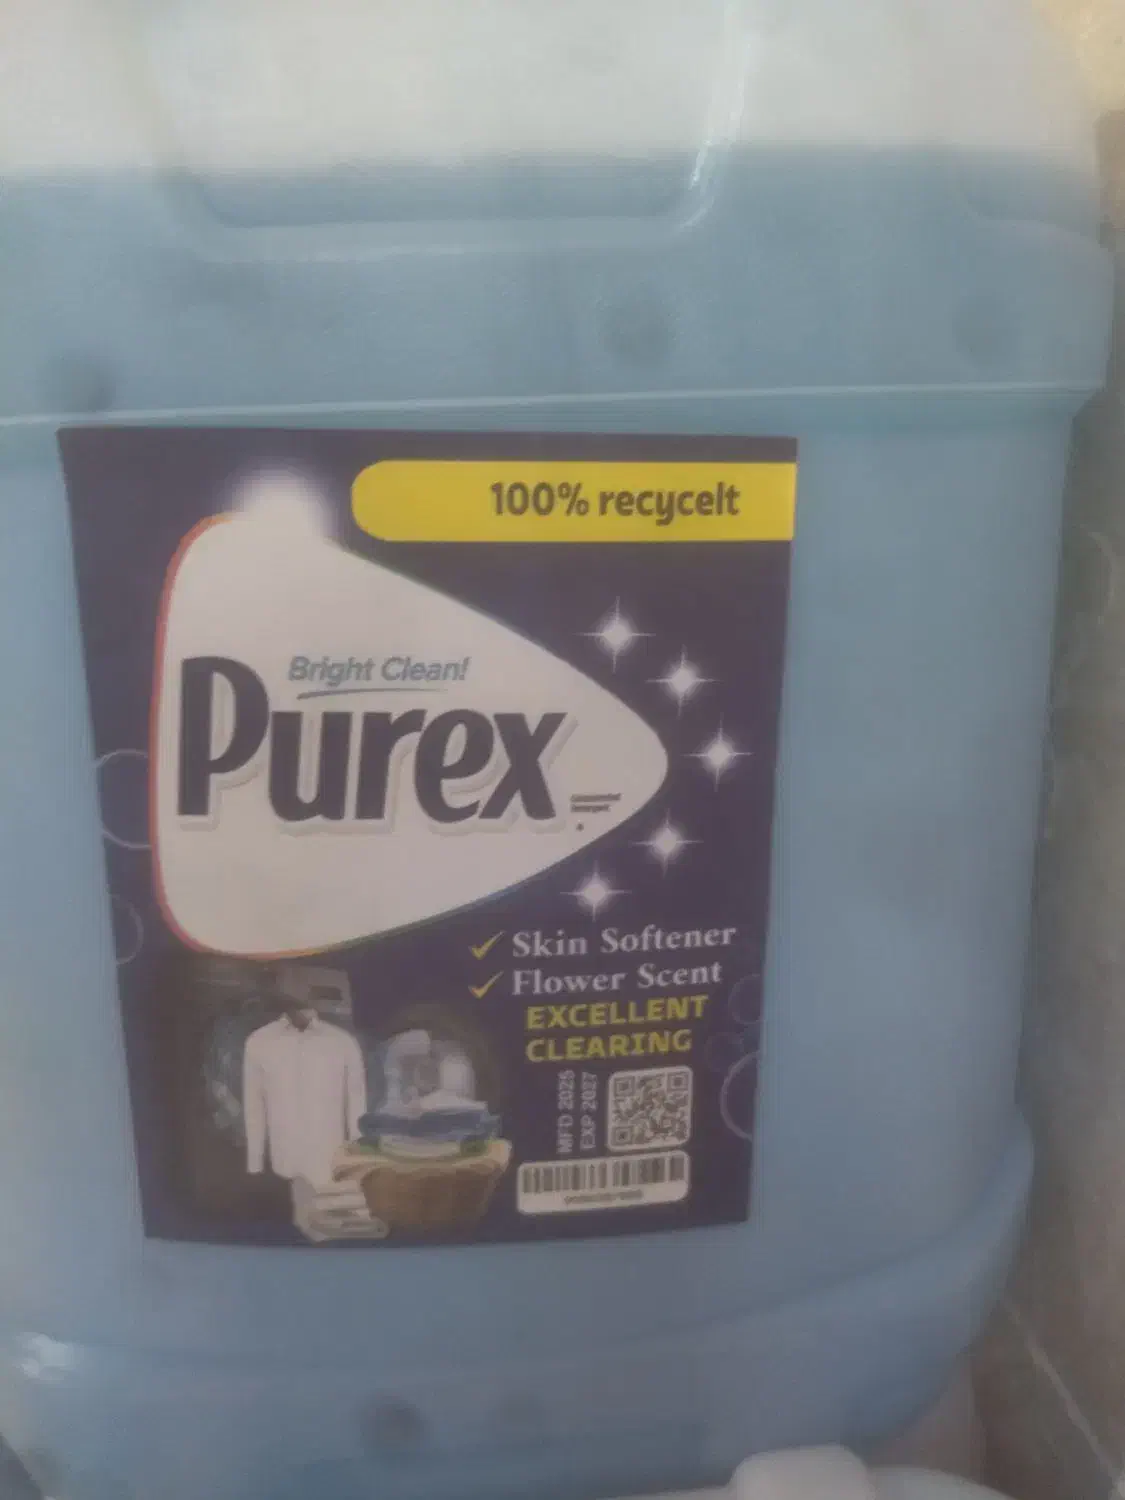 100% recycelt
Bright Clean!
Purex
Skin Softener
Flower Scent
EXCELLENT
CLEARING
MFD 2025
EXP 2027